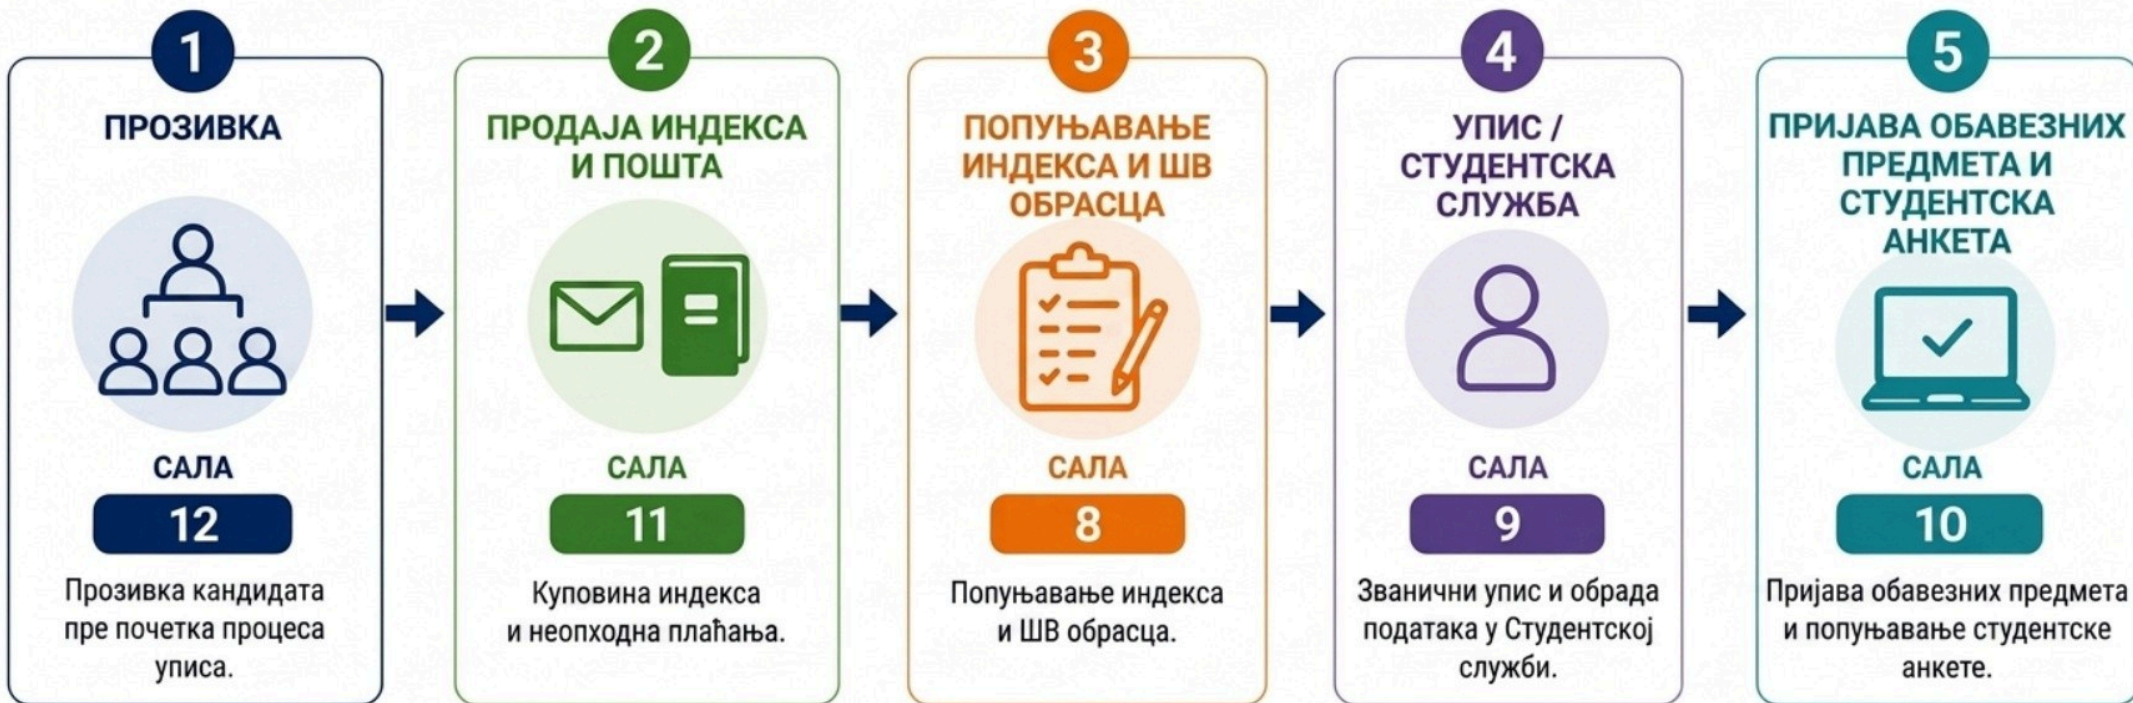 1
ПРОЗИВКА
САЛА
12
Прозивка кандидата
пре почетка процеса
уписа.
2
ПРОДАЈА ИНДЕКСА
И ПОШТА
САЛА
11
Куповина индекса
и неопходна плаћања.
3
ПОПУЊАВАЊЕ
ИНДЕКСА И ШВ
ОБРАСЦА
САЛА
8
Попуњавање индекса
и ШВ обрасца.
4
УПИС /
СТУДЕНТСКА
СЛУЖБА
САЛА
9
Званични упис и обрада
података у Студентској
служби.
5
ПРИЈАВА ОБАВЕЗНИХ
ПРЕДМЕТА И
СТУДЕНТСКА
АНКЕТА
САЛА
10
Пријава обавезних предмета
и попуњавање студентске
анкете.